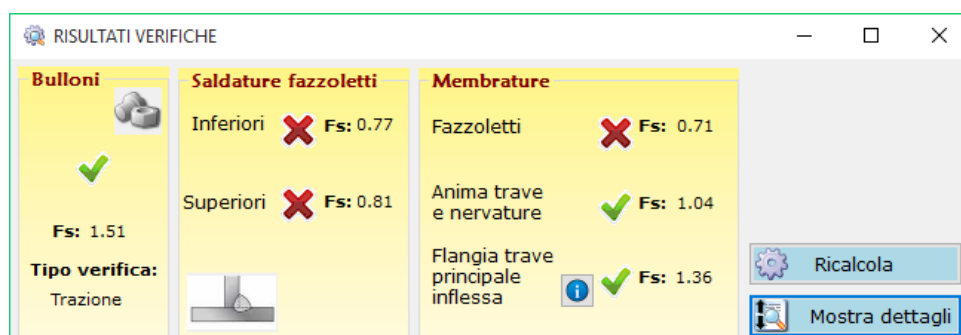 RISULTATI VERIFICHE
Bulloni
Fs: 1.51
Tipo verifica:
Trazione
Saldature fazzoletti
Inferiori Fs: 0.77
Superiori Fs: 0.81
Membrature
Fazzoletti Fs: 0.71
Anima trave
e nervature Fs: 1.04
Flangia trave
principale Fs: 1.36
inflessa
Ricalcola
Mostra dettagli